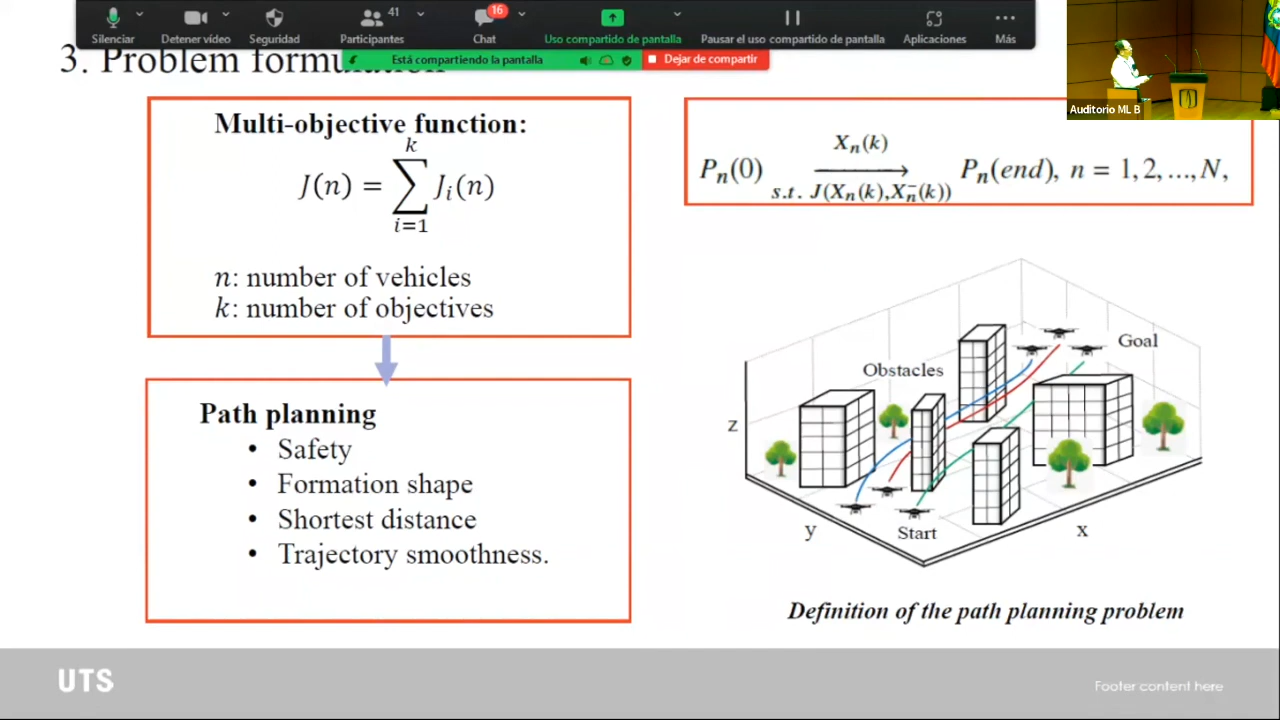 Silenciar
Detener vídeo
Seguridad
41
Participantes
16
Chat
Uso compartido de pantalla
Pausar el uso compartido de pantalla
Aplicaciones
Más
Está compartiendo la pantalla
Dejar de compartir
Auditorio ML B
3. Problem formulation
Multi-objective function:
J(n) = ∑_{i=1}^{k} J_i(n)
n: number of vehicles
k: number of objectives
Path planning
• Safety
• Formation shape
• Shortest distance
• Trajectory smoothness.
X_n(k)
P_n(0) ⟶ P_n(end), n = 1,2,...,N,
s.t. J(X_n(k),X_n^-(k))
Goal
Obstacles
z
y
Start
x
Definition of the path planning problem
UTS
Footer content here